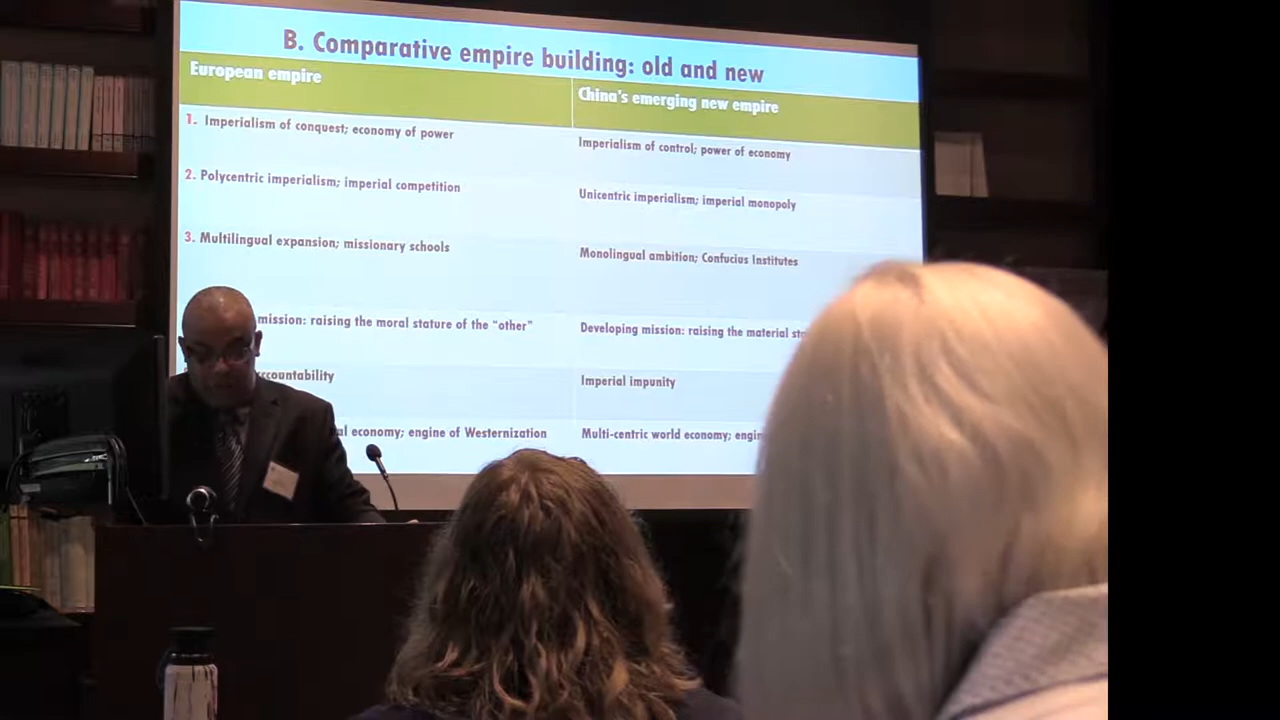 B. Comparative empire building: old and new
European empire
China's emerging new empire
1. Imperialism of conquest; economy of power
Imperialism of control; power of economy
2. Polycentric imperialism; imperial competition
Unicentric imperialism; imperial monopoly
3. Multilingual expansion; missionary schools
Monolingual ambition; Confucius Institutes
mission: raising the moral stature of the "other"
Developing mission: raising the material
Imperial impunity
economy; engine of Westernization
Multi-centric world economy;